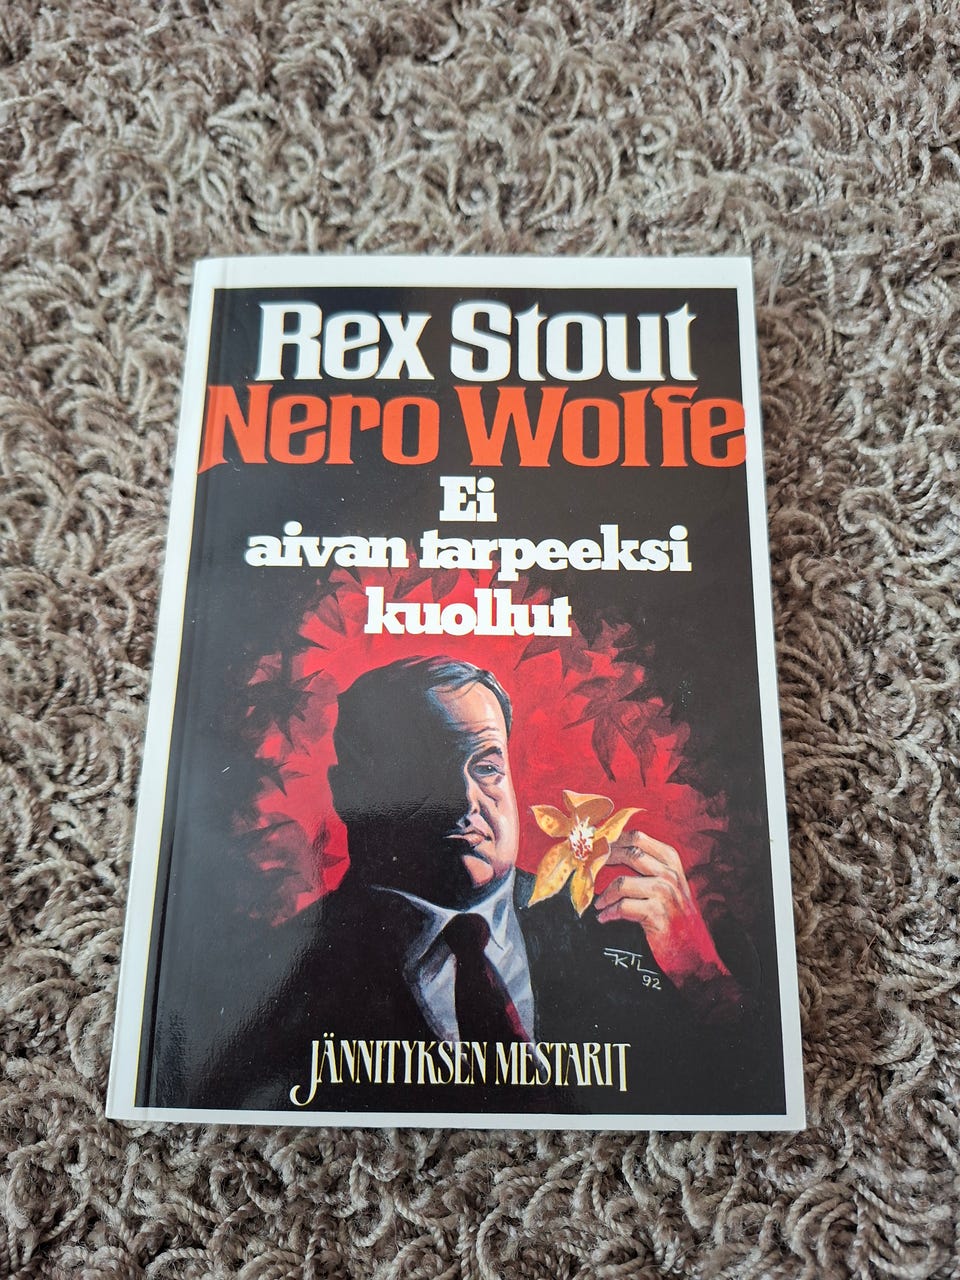 Rex Stout
Nero Wolfe
Ei
aivan tarpeeksi
kuollut
KTL
92
JÄNNITYKSEN MESTARIT